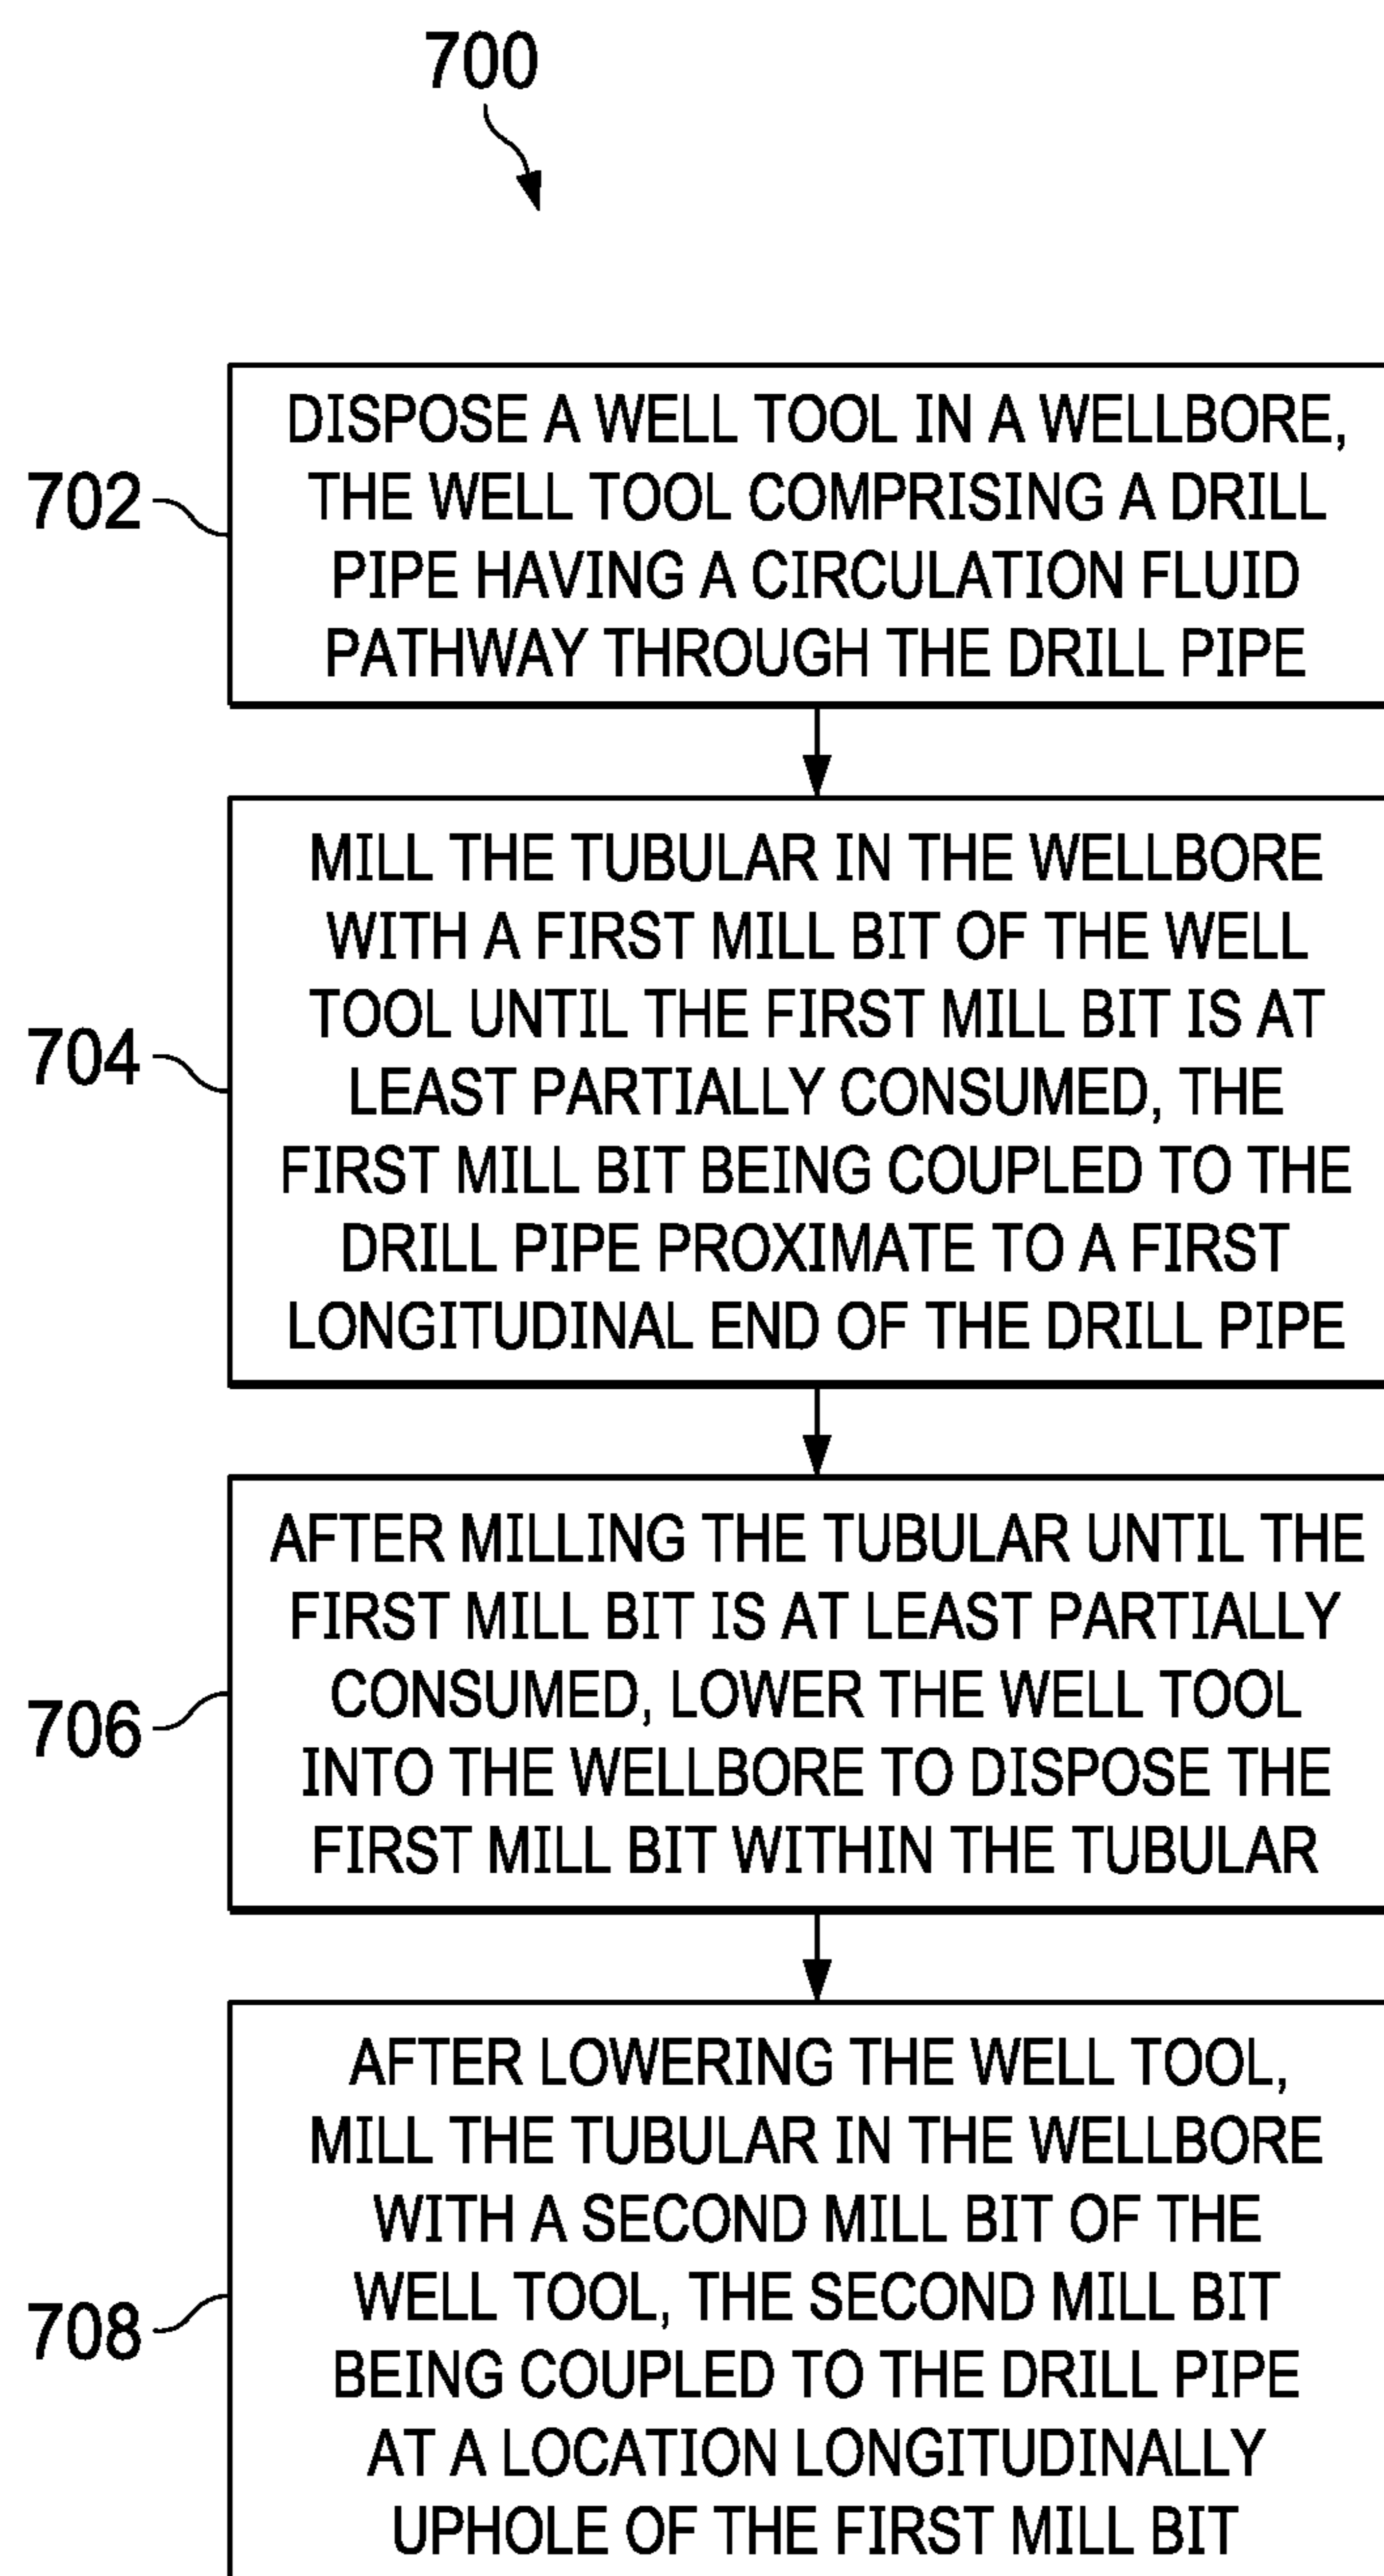 700
702
DISPOSE A WELL TOOL IN A WELLBORE,
THE WELL TOOL COMPRISING A DRILL
PIPE HAVING A CIRCULATION FLUID
PATHWAY THROUGH THE DRILL PIPE
704
MILL THE TUBULAR IN THE WELLBORE
WITH A FIRST MILL BIT OF THE WELL
TOOL UNTIL THE FIRST MILL BIT IS AT
LEAST PARTIALLY CONSUMED, THE
FIRST MILL BIT BEING COUPLED TO THE
DRILL PIPE PROXIMATE TO A FIRST
LONGITUDINAL END OF THE DRILL PIPE
706
AFTER MILLING THE TUBULAR UNTIL THE
FIRST MILL BIT IS AT LEAST PARTIALLY
CONSUMED, LOWER THE WELL TOOL
INTO THE WELLBORE TO DISPOSE THE
FIRST MILL BIT WITHIN THE TUBULAR
708
AFTER LOWERING THE WELL TOOL,
MILL THE TUBULAR IN THE WELLBORE
WITH A SECOND MILL BIT OF THE
WELL TOOL, THE SECOND MILL BIT
BEING COUPLED TO THE DRILL PIPE
AT A LOCATION LONGITUDINALLY
UPHOLE OF THE FIRST MILL BIT